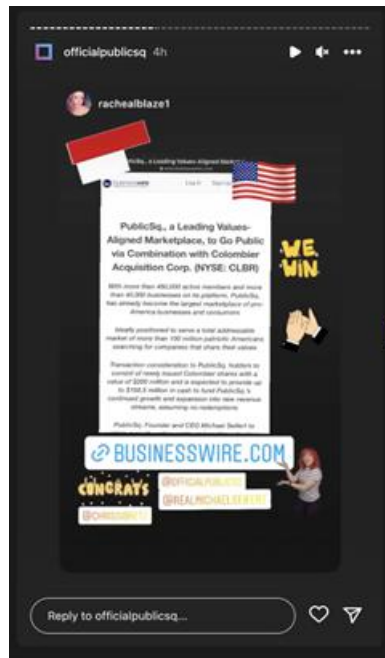 officialpublicsq 4h
rachealblaze1
PublicSq., a Leading Values-Aligned
PublicSq., a Leading Values-
Aligned Marketplace, to Go Public
via Combination with Colombier
Acquisition Corp. (NYSE: CLBR)
With more than 450,000 active members and more
than 40,000 businesses on its platform, PublicSq.
has already become the largest marketplace of pro-
America businesses and consumers
Ideally positioned to serve a total addressable
market of more than 100 million patriotic Americans
searching for companies that share their values
Transaction consideration to PublicSq. holders to
consist of newly issued Colombier shares with a
value of $200 million and is expected to provide up
million in cash to fund PublicSq.'s
continued growth and expansion into new revenue
streams, assuming no redemptions
PublicSq. Founder and CEO Michael Seifert to
WE
WIN
BUSINESSWIRE.COM
CONGRATS
@OFFICIALPUBLICSQ
@REALMICHAELSEIFERT
Reply to officialpublicsq...